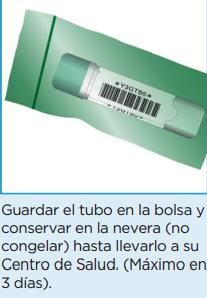 *Y3GTB5*
Guardar el tubo en la bolsa y
conservar en la nevera (no
congelar) hasta llevarlo a su
Centro de Salud. (Máximo en
3 días).